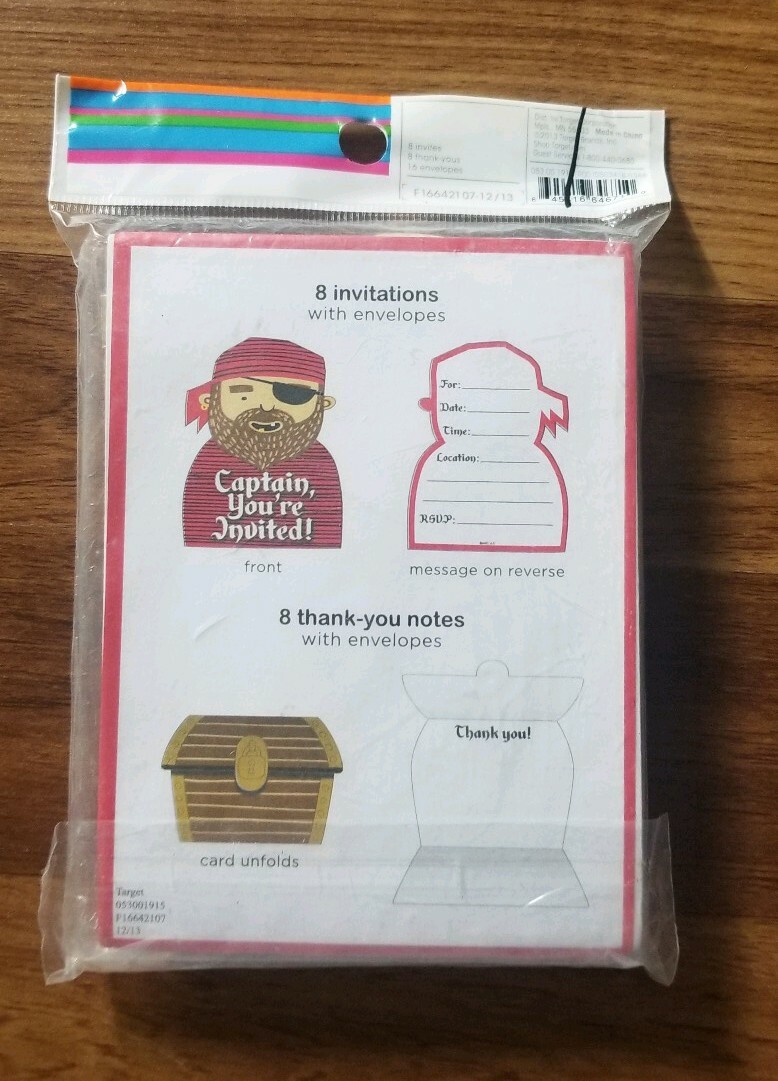 8 invites
8 thank-yous
16 envelopes
F16642107-12/13
Made in China
8 invitations
with envelopes
Captain,
You're
Invited!
For:
Date:
Time:
Location:
RSVP:
front
message on reverse
8 thank-you notes
with envelopes
Thank you!
card unfolds
Target
053001915
F16642107
12/13